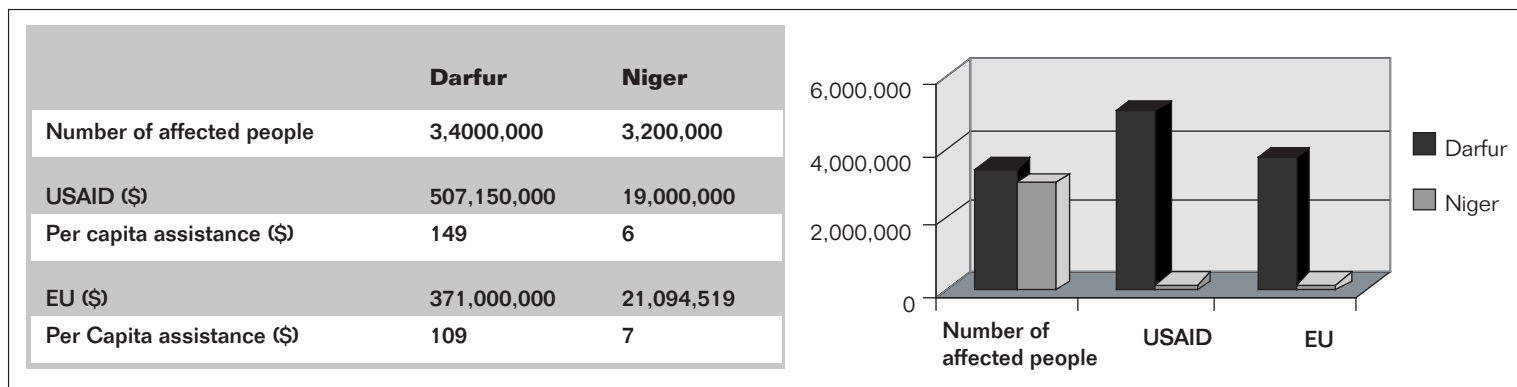 Darfur Niger
Number of affected people 3,4000,000 3,200,000
USAID ($) 507,150,000 19,000,000
Per capita assistance ($) 149 6
EU ($) 371,000,000 21,094,519
Per Capita assistance ($) 109 7
6,000,000
4,000,000
2,000,000
0
Number of
affected people
USAID
EU
Darfur
Niger